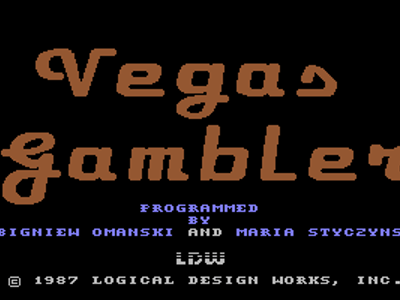 Vegas
Gambler
PROGRAMMED
BY
BIGNIEW OMANSKI AND MARIA STYCZYNS
LDW
© 1987 LOGICAL DESIGN WORKS, INC.